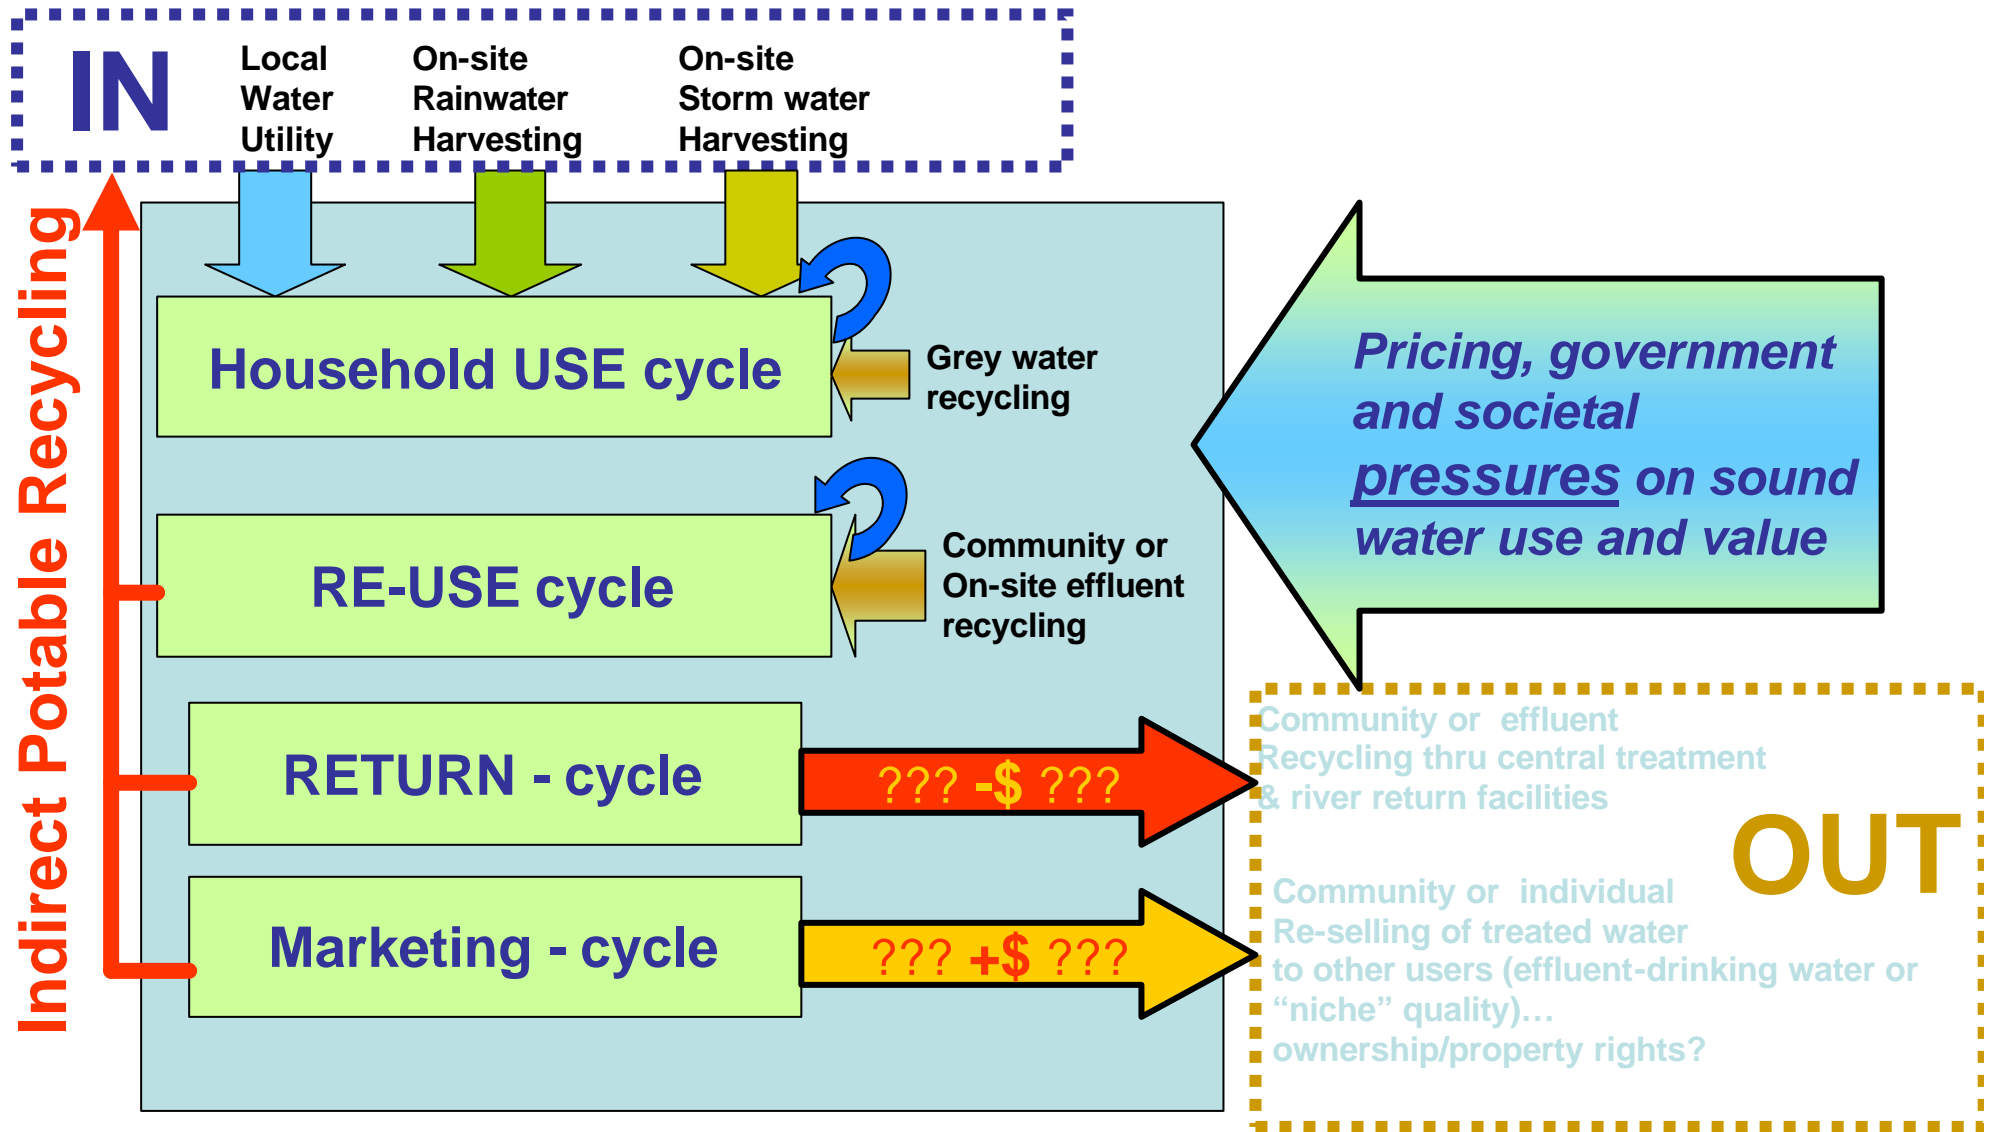 IN
Local
Water
Utility
On-site
Rainwater
Harvesting
On-site
Storm water
Harvesting
Indirect Potable Recycling
Household USE cycle
Grey water
recycling
RE-USE cycle
Community or
On-site effluent
recycling
RETURN - cycle
??? -$ ???
Marketing - cycle
??? +$ ???
Pricing, government
and societal
pressures on sound
water use and value
Community or  effluent
Recycling thru central treatment
& river return facilities
OUT
Community or  individual
Re-selling of treated water
to other users (effluent-drinking water or
“niche” quality)…
ownership/property rights?